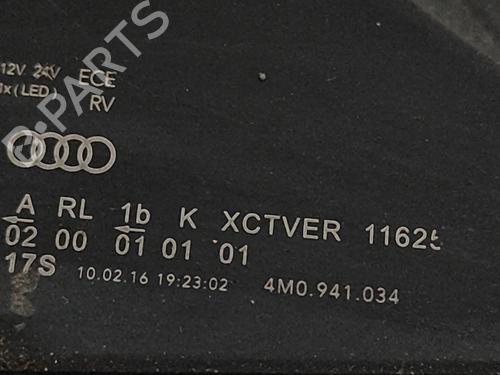 B-PARTS
12V 24V ECE
x(LED) RV
A RL 1b K XCTVER 11625
02 00 01 01 01
17S 10.02.16 19:23:02 4M0.941.034